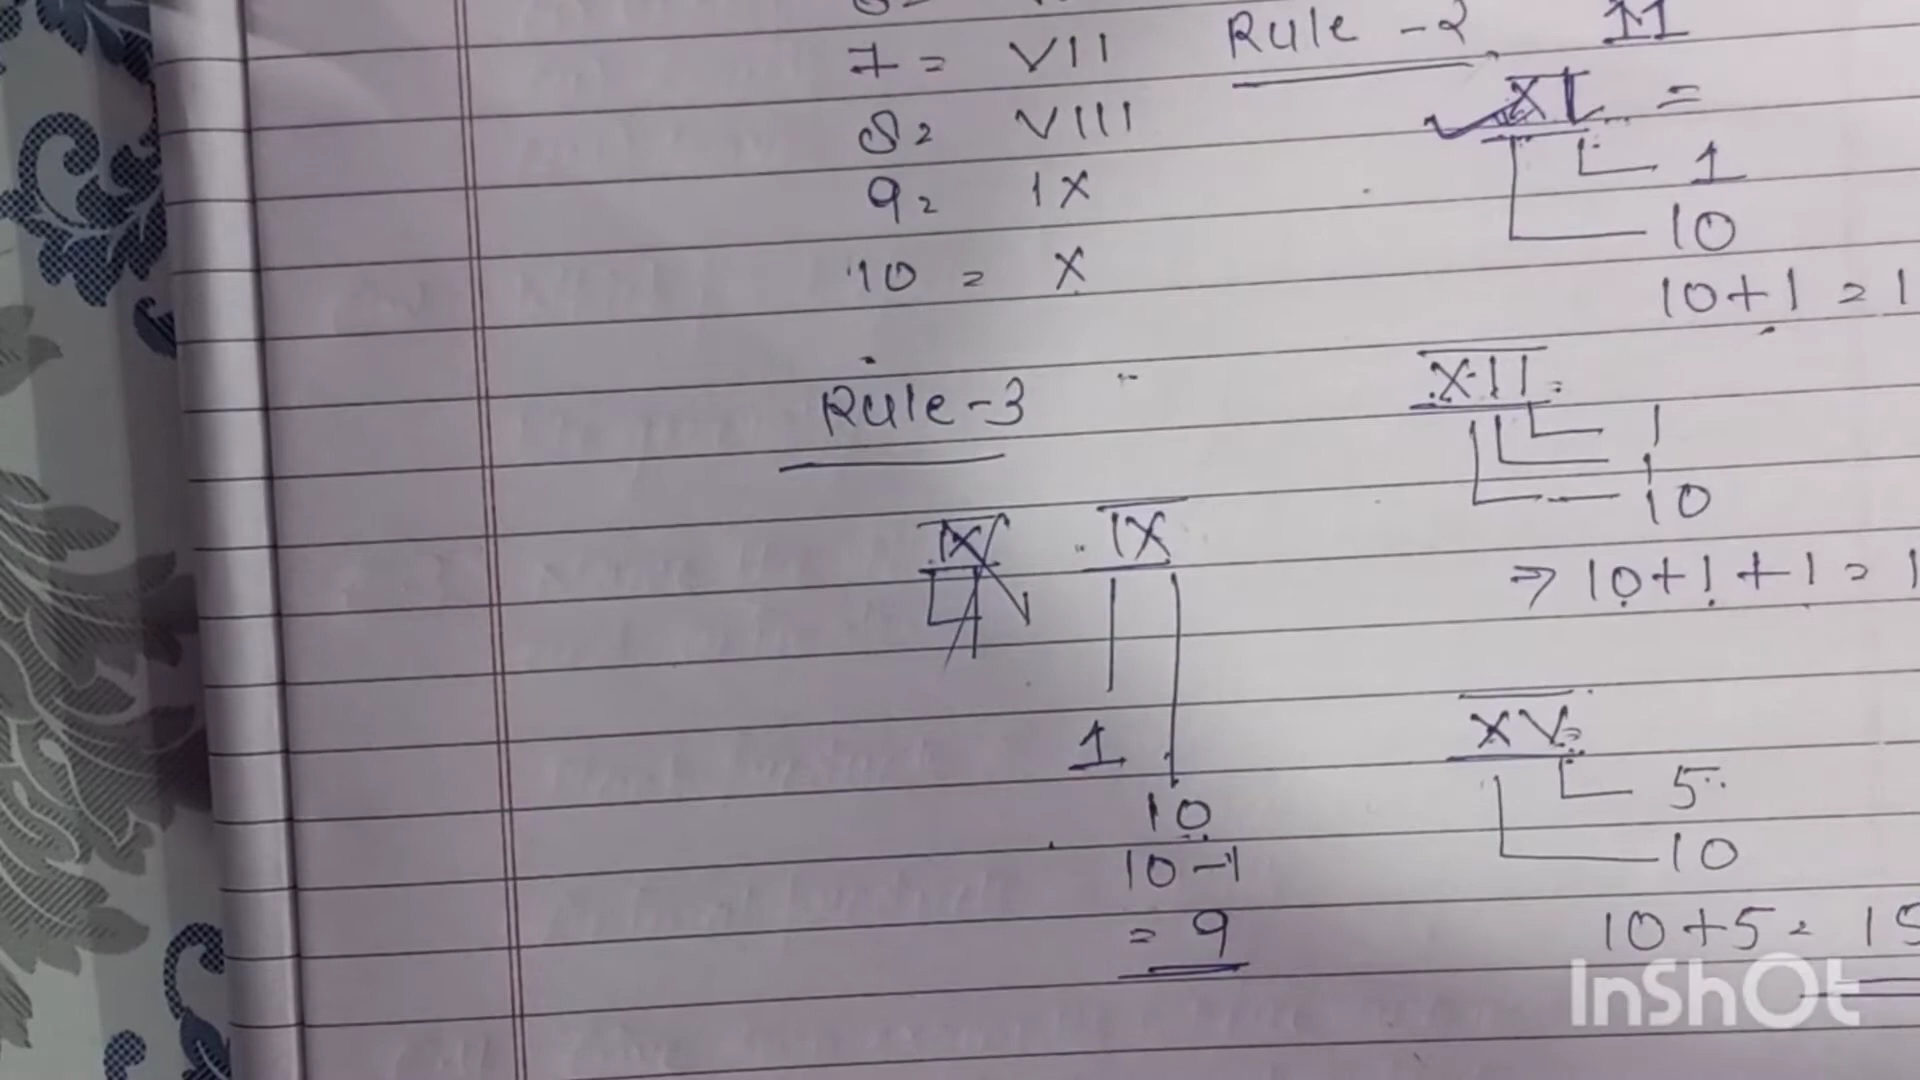 7 = VII
8 = VIII
9 = IX
10 = X
Rule-3
IX IX
1
10
10-1
= 9
Rule-2 11
XI =
1
10
10+1 = 1
XII
1
1
10
⇒ 10+1+1 = 1
XV
5
10
10+5 = 15
InShOt